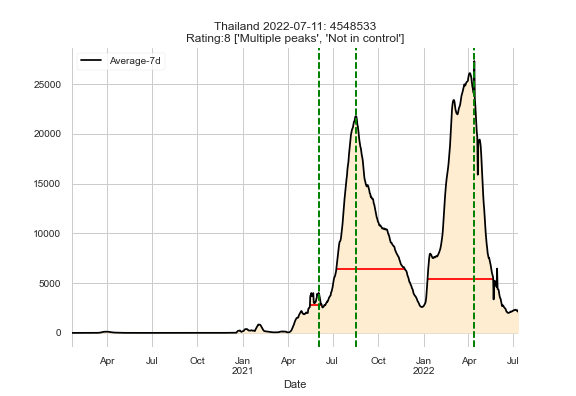 Thailand 2022-07-11: 4548533
Rating:8 ['Multiple peaks', 'Not in control']
Average-7d
25000
20000
15000
10000
5000
0
Apr Jul Oct Jan Apr Jul Oct Jan Apr Jul
2021 2022
Date